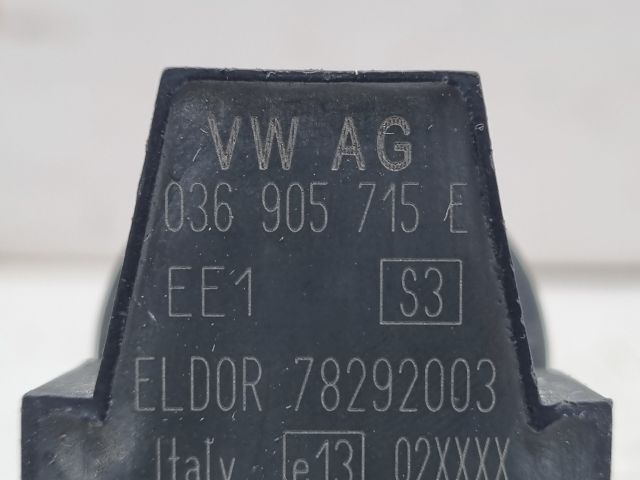 VW AG
036 905 715 E
EE1 S3
ELDOR 78292003
Italy e13 02XXXX